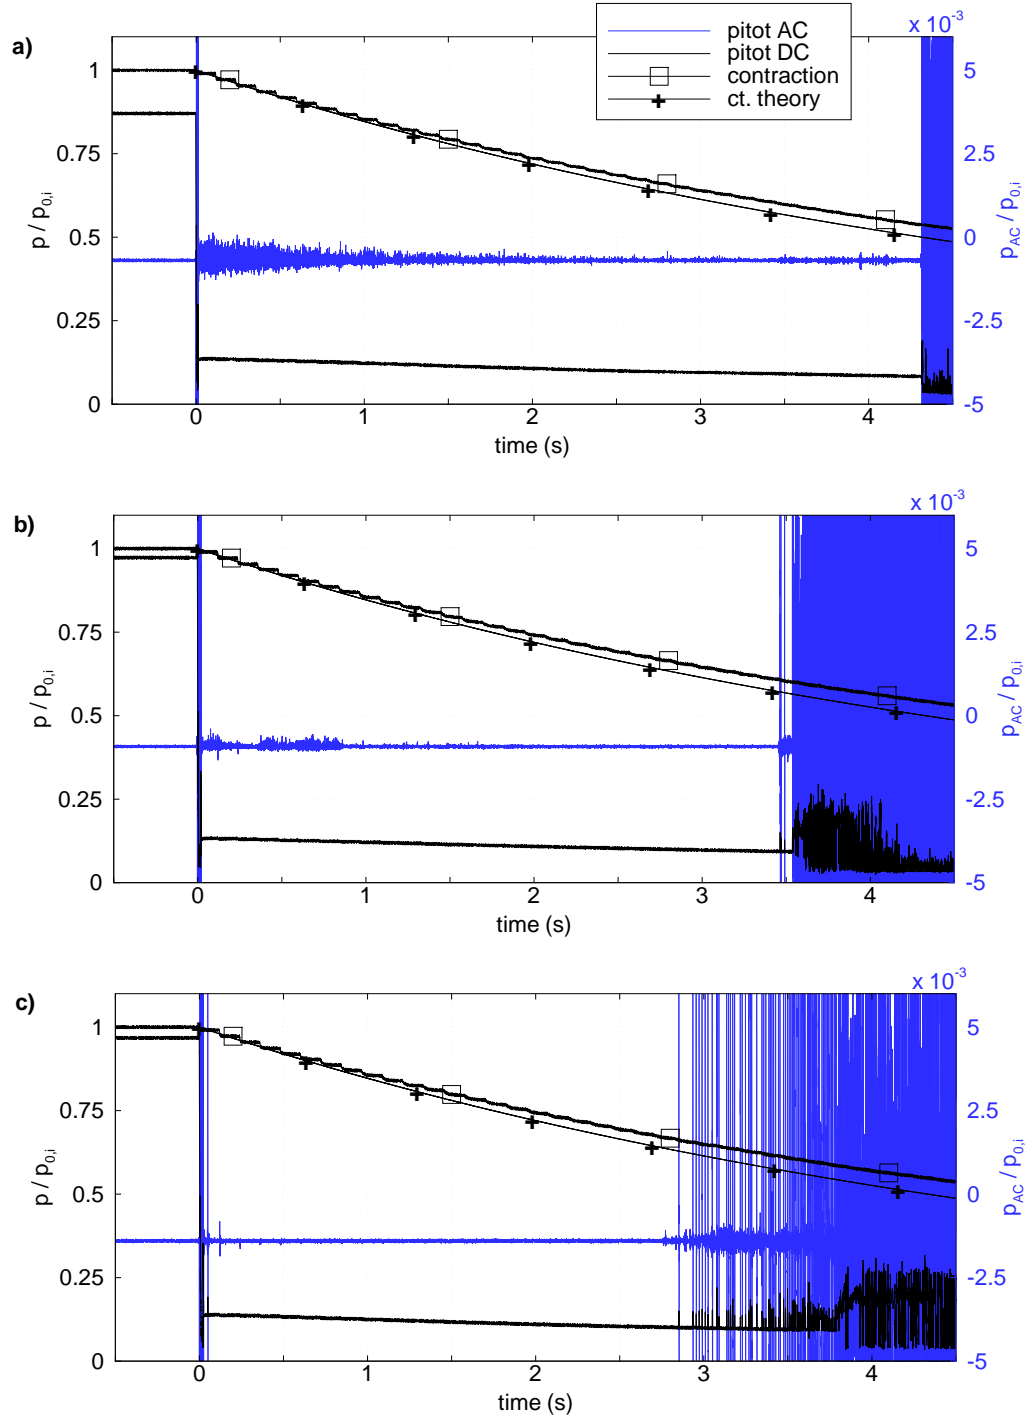 x 10-3
a)
pitot AC
pitot DC
contraction
ct. theory
1
0.75
0.5
0.25
0
5
2.5
0
-2.5
-5
p / p0,i
pAC / p0,i
0 1 2 3 4
time (s)
x 10-3
b)
1
0.75
0.5
0.25
0
5
2.5
0
-2.5
-5
p / p0,i
pAC / p0,i
0 1 2 3 4
time (s)
x 10-3
c)
1
0.75
0.5
0.25
0
5
2.5
0
-2.5
-5
p / p0,i
pAC / p0,i
0 1 2 3 4
time (s)